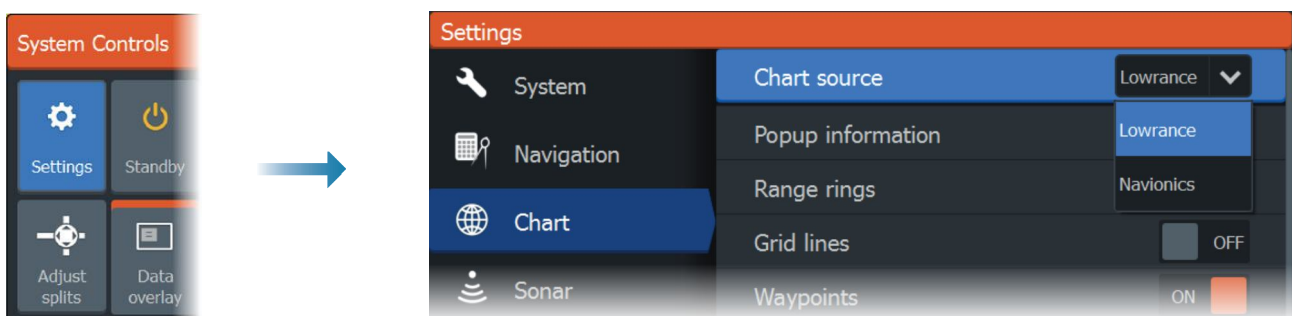 System Controls
Settings
Standby
Adjust
splits
Data
overlay
Settings
System
Navigation
Chart
Sonar
Chart source
Lowrance
Lowrance
Navionics
Popup information
Range rings
Grid lines
OFF
Waypoints
ON